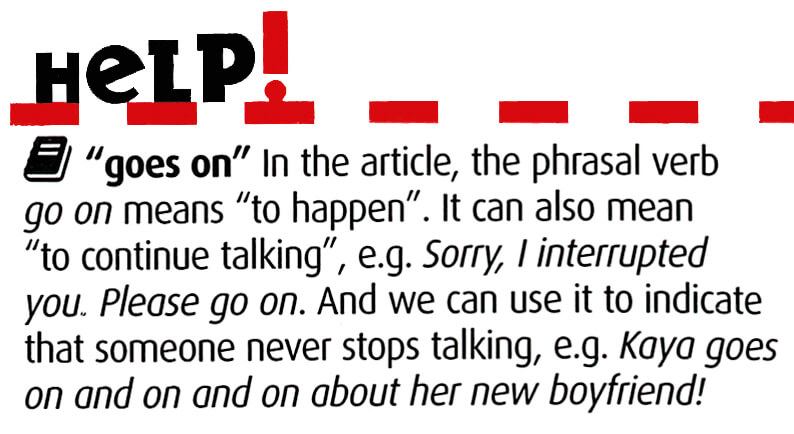 HeLP!
“goes on” In the article, the phrasal verb
go on means “to happen”. It can also mean
“to continue talking”, e.g. Sorry, I interrupted
you. Please go on. And we can use it to indicate
that someone never stops talking, e.g. Kaya goes
on and on and on about her new boyfriend!